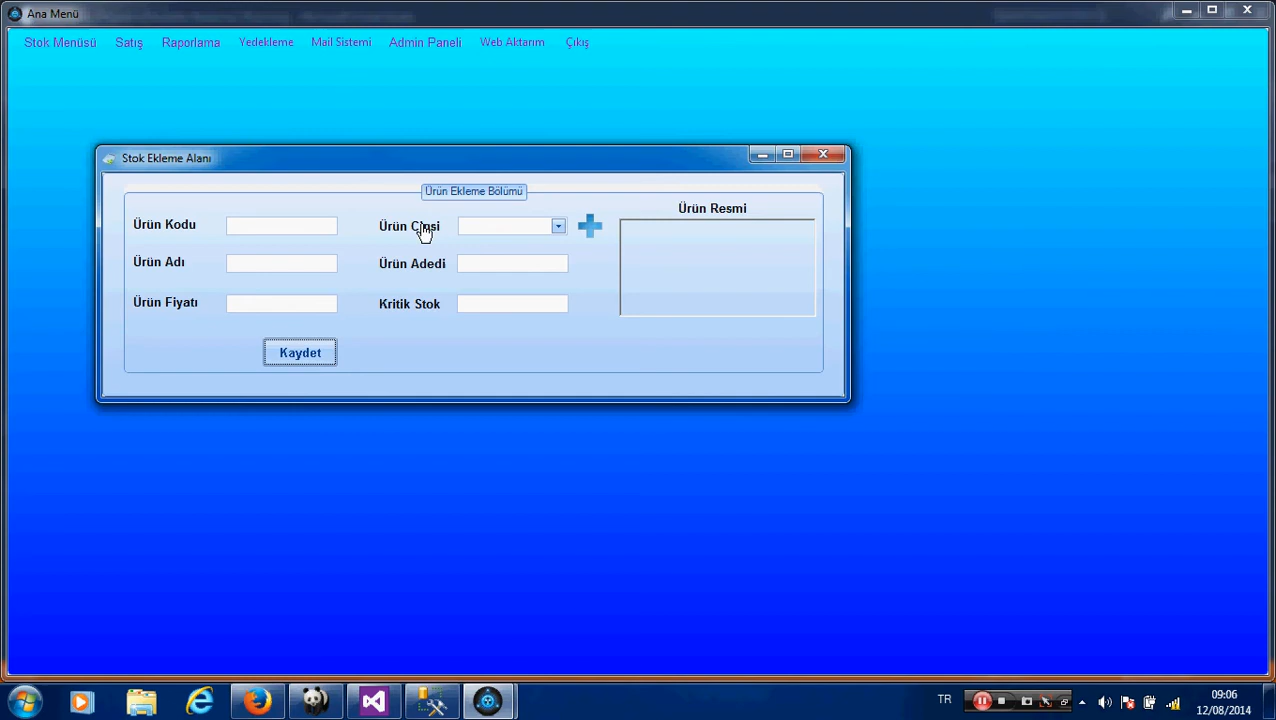 Ana Menü
Stok Menüsü Satış Raporlama Yedekleme Mail Sistemi Admin Paneli Web Aktarım Çıkış
Stok Ekleme Alanı
Ürün Ekleme Bölümü
Ürün Kodu Ürün Cinsi Ürün Resmi
Ürün Adı Ürün Adedi
Ürün Fiyatı Kritik Stok
Kaydet
TR 09:06
12/08/2014